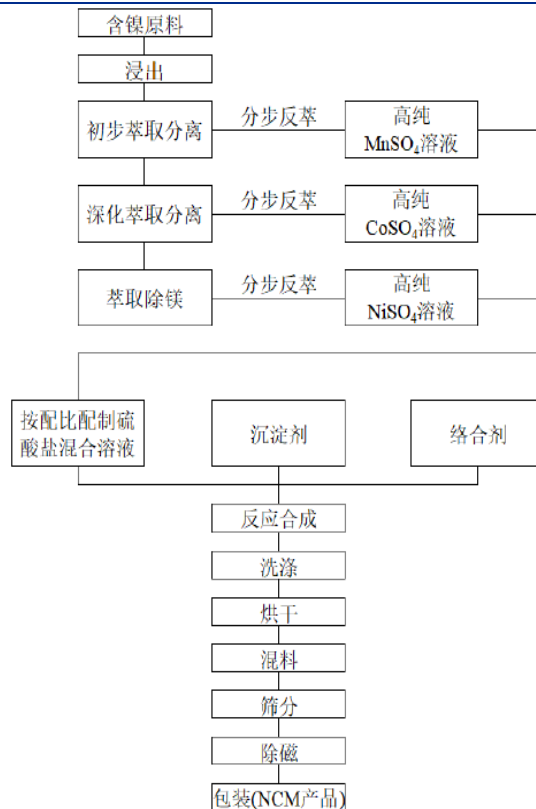 含镍原料
浸出
初步萃取分离
分步反萃
高纯
MnSO₄溶液
深化萃取分离
分步反萃
高纯
CoSO₄溶液
萃取除镁
分步反萃
高纯
NiSO₄溶液
按配比配制硫
酸盐混合溶液
沉淀剂
络合剂
反应合成
洗涤
烘干
混料
筛分
除磁
包装(NCM产品)